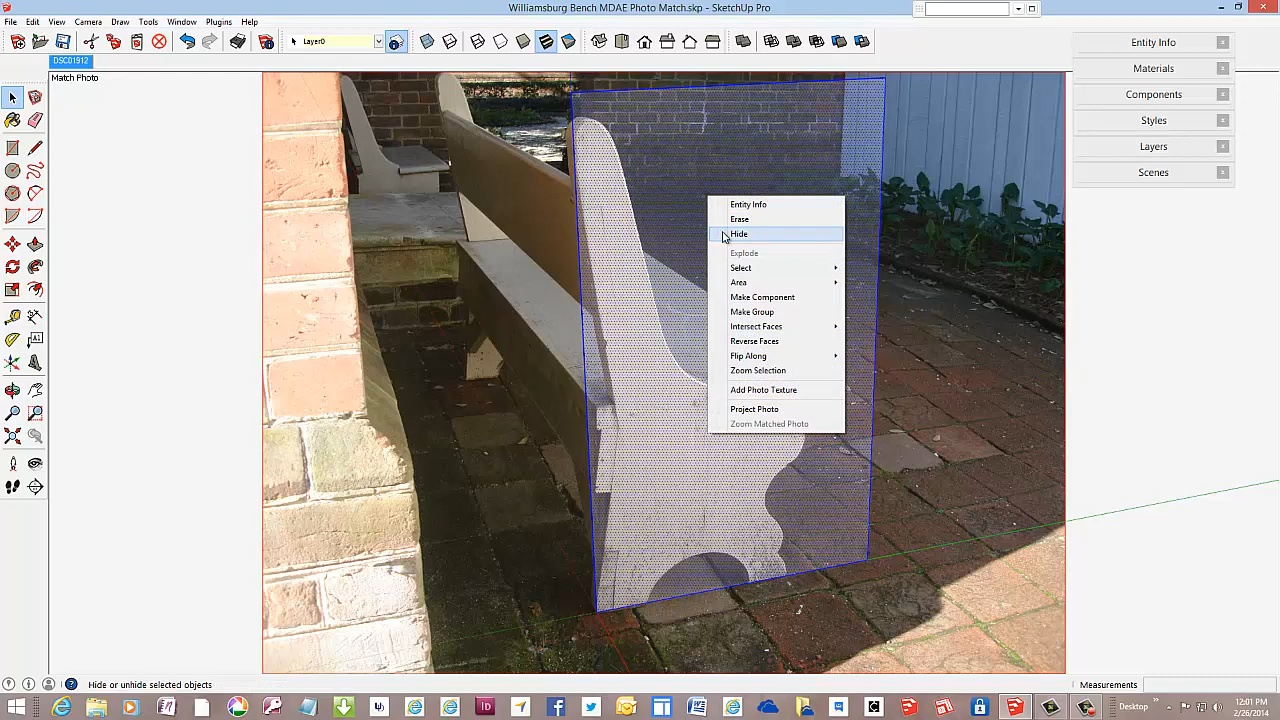 Williamsburg Bench MDAE Photo Match.skp - SketchUp Pro
File Edit View Camera Draw Tools Window Plugins Help
Layer0
DSC01912
Match Photo
Entity Info
Materials
Components
Styles
Layers
Scenes
Entity Info
Erase
Hide
Explode
Select
Area
Make Component
Make Group
Intersect Faces
Reverse Faces
Flip Along
Zoom Selection
Add Photo Texture
Project Photo
Zoom Matched Photo
Hide or unhide selected objects
Measurements
Desktop
12:01 PM
2/26/2014